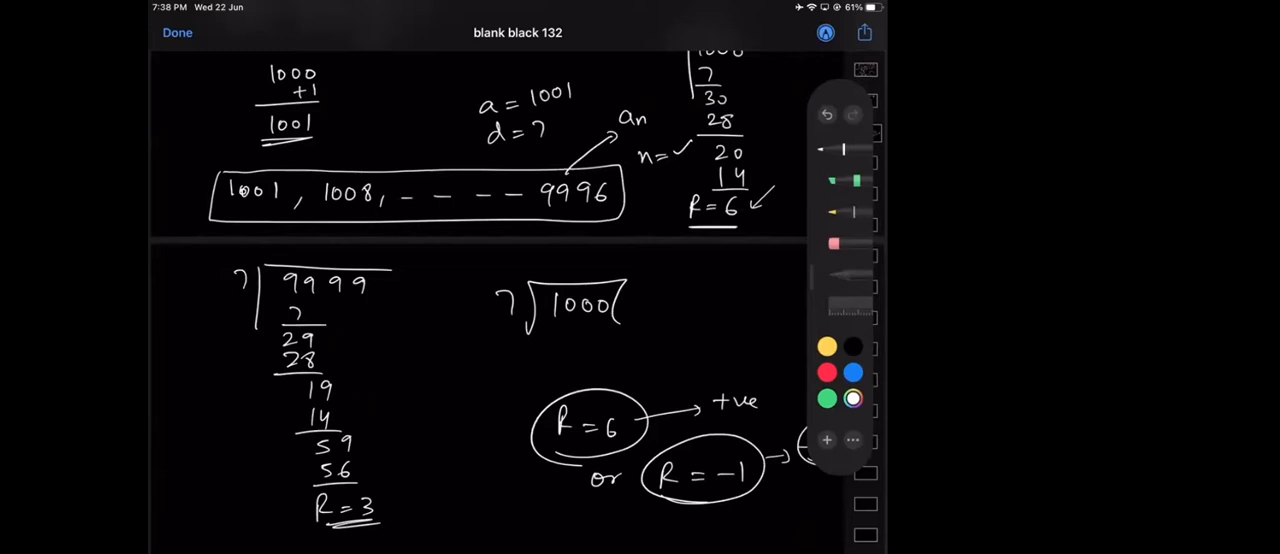 7:38 PM Wed 22 Jun
61%
Done
blank black 132
1000
+1
1001
a = 1001
d = 7
an
n = ✓
1001, 1008, - - - - 9996
1000
7
30
28
20
14
R = 6
7 9999
7
29
28
19
14
59
56
R = 3
7 1000
R = 6 → +ve
or R = -1 →